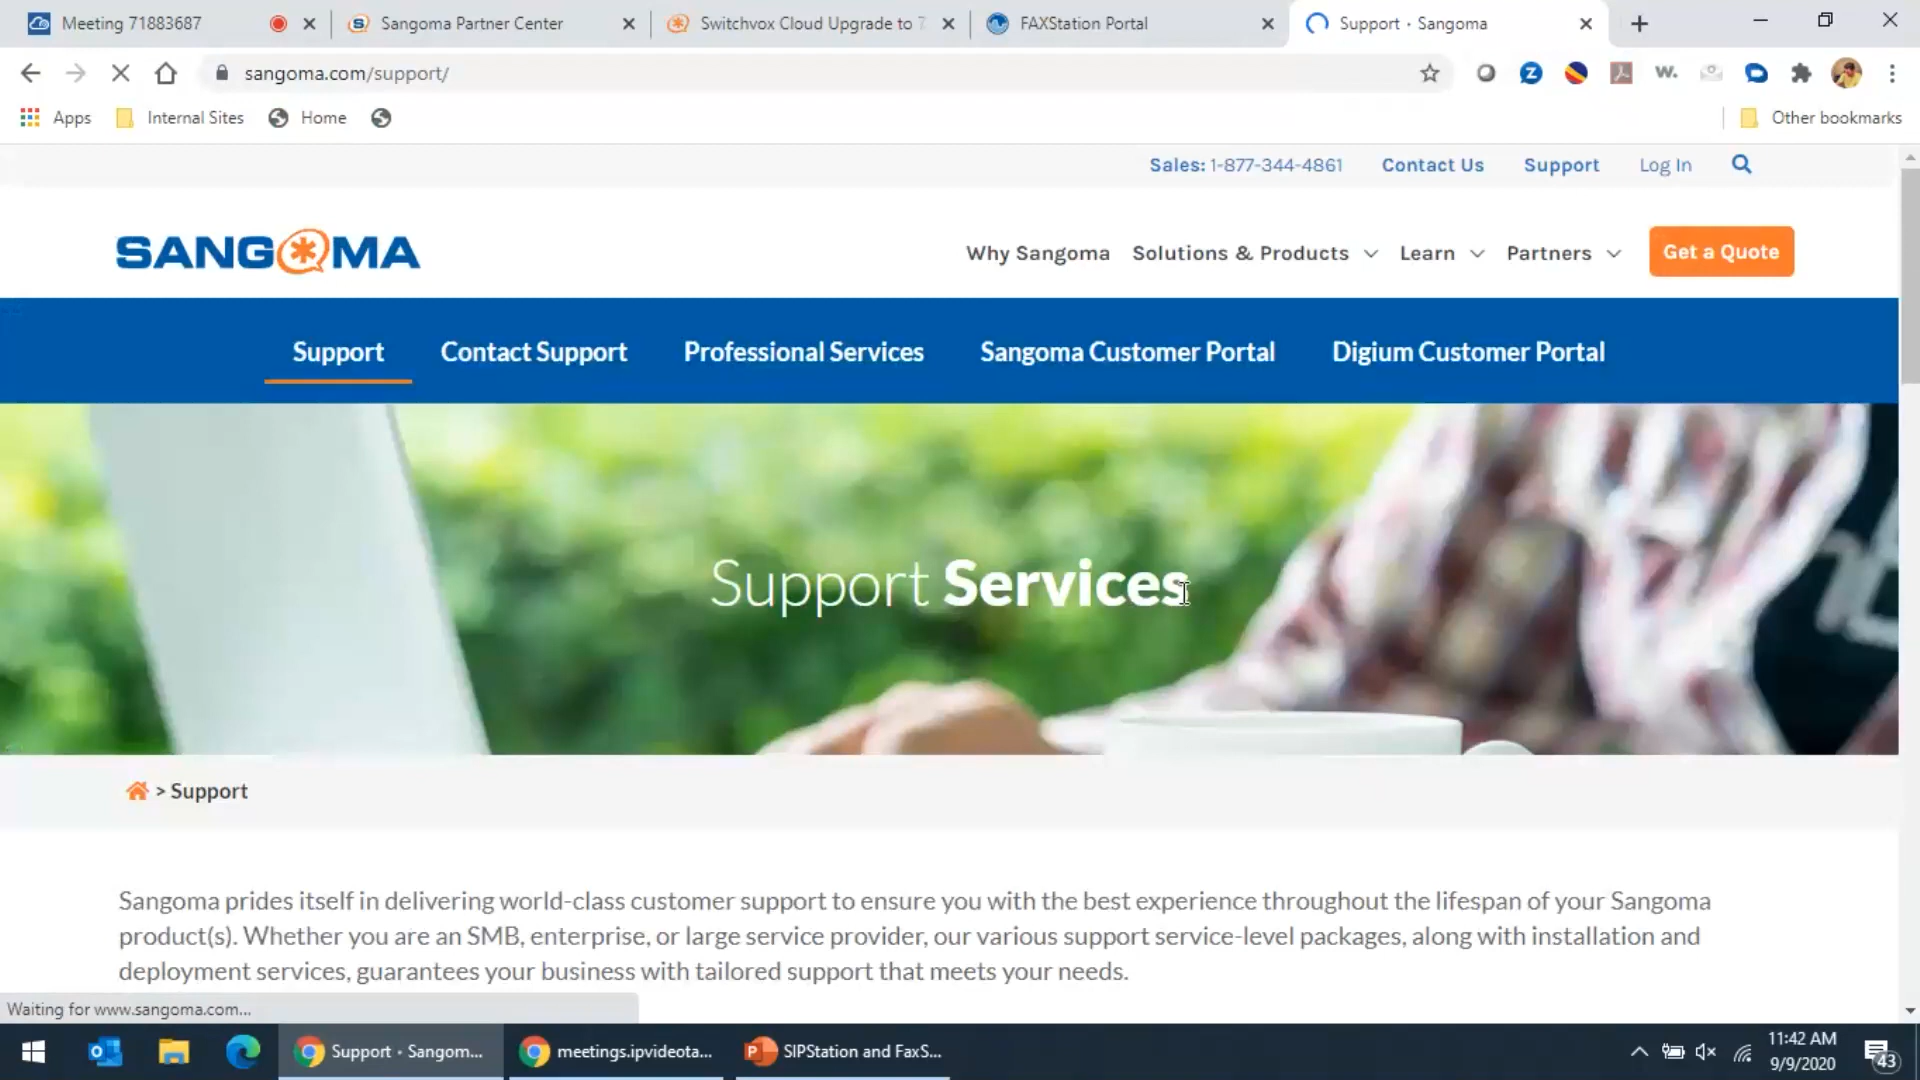 Meeting 71883687
Sangoma Partner Center
Switchvox Cloud Upgrade to 7
FAXStation Portal
Support • Sangoma
sangoma.com/support/
Apps
Internal Sites
Home
Other bookmarks
Sales: 1-877-344-4861
Contact Us
Support
Log In
SANGOMA
Why Sangoma
Solutions & Products
Learn
Partners
Get a Quote
Support
Contact Support
Professional Services
Sangoma Customer Portal
Digium Customer Portal
Support Services
> Support
Sangoma prides itself in delivering world-class customer support to ensure you with the best experience throughout the lifespan of your Sangoma
product(s). Whether you are an SMB, enterprise, or large service provider, our various support service-level packages, along with installation and
deployment services, guarantees your business with tailored support that meets your needs.
Waiting for www.sangoma.com...
Support • Sangom...
meetings.ipvideota...
SIPStation and FaxS...
11:42 AM
9/9/2020
43